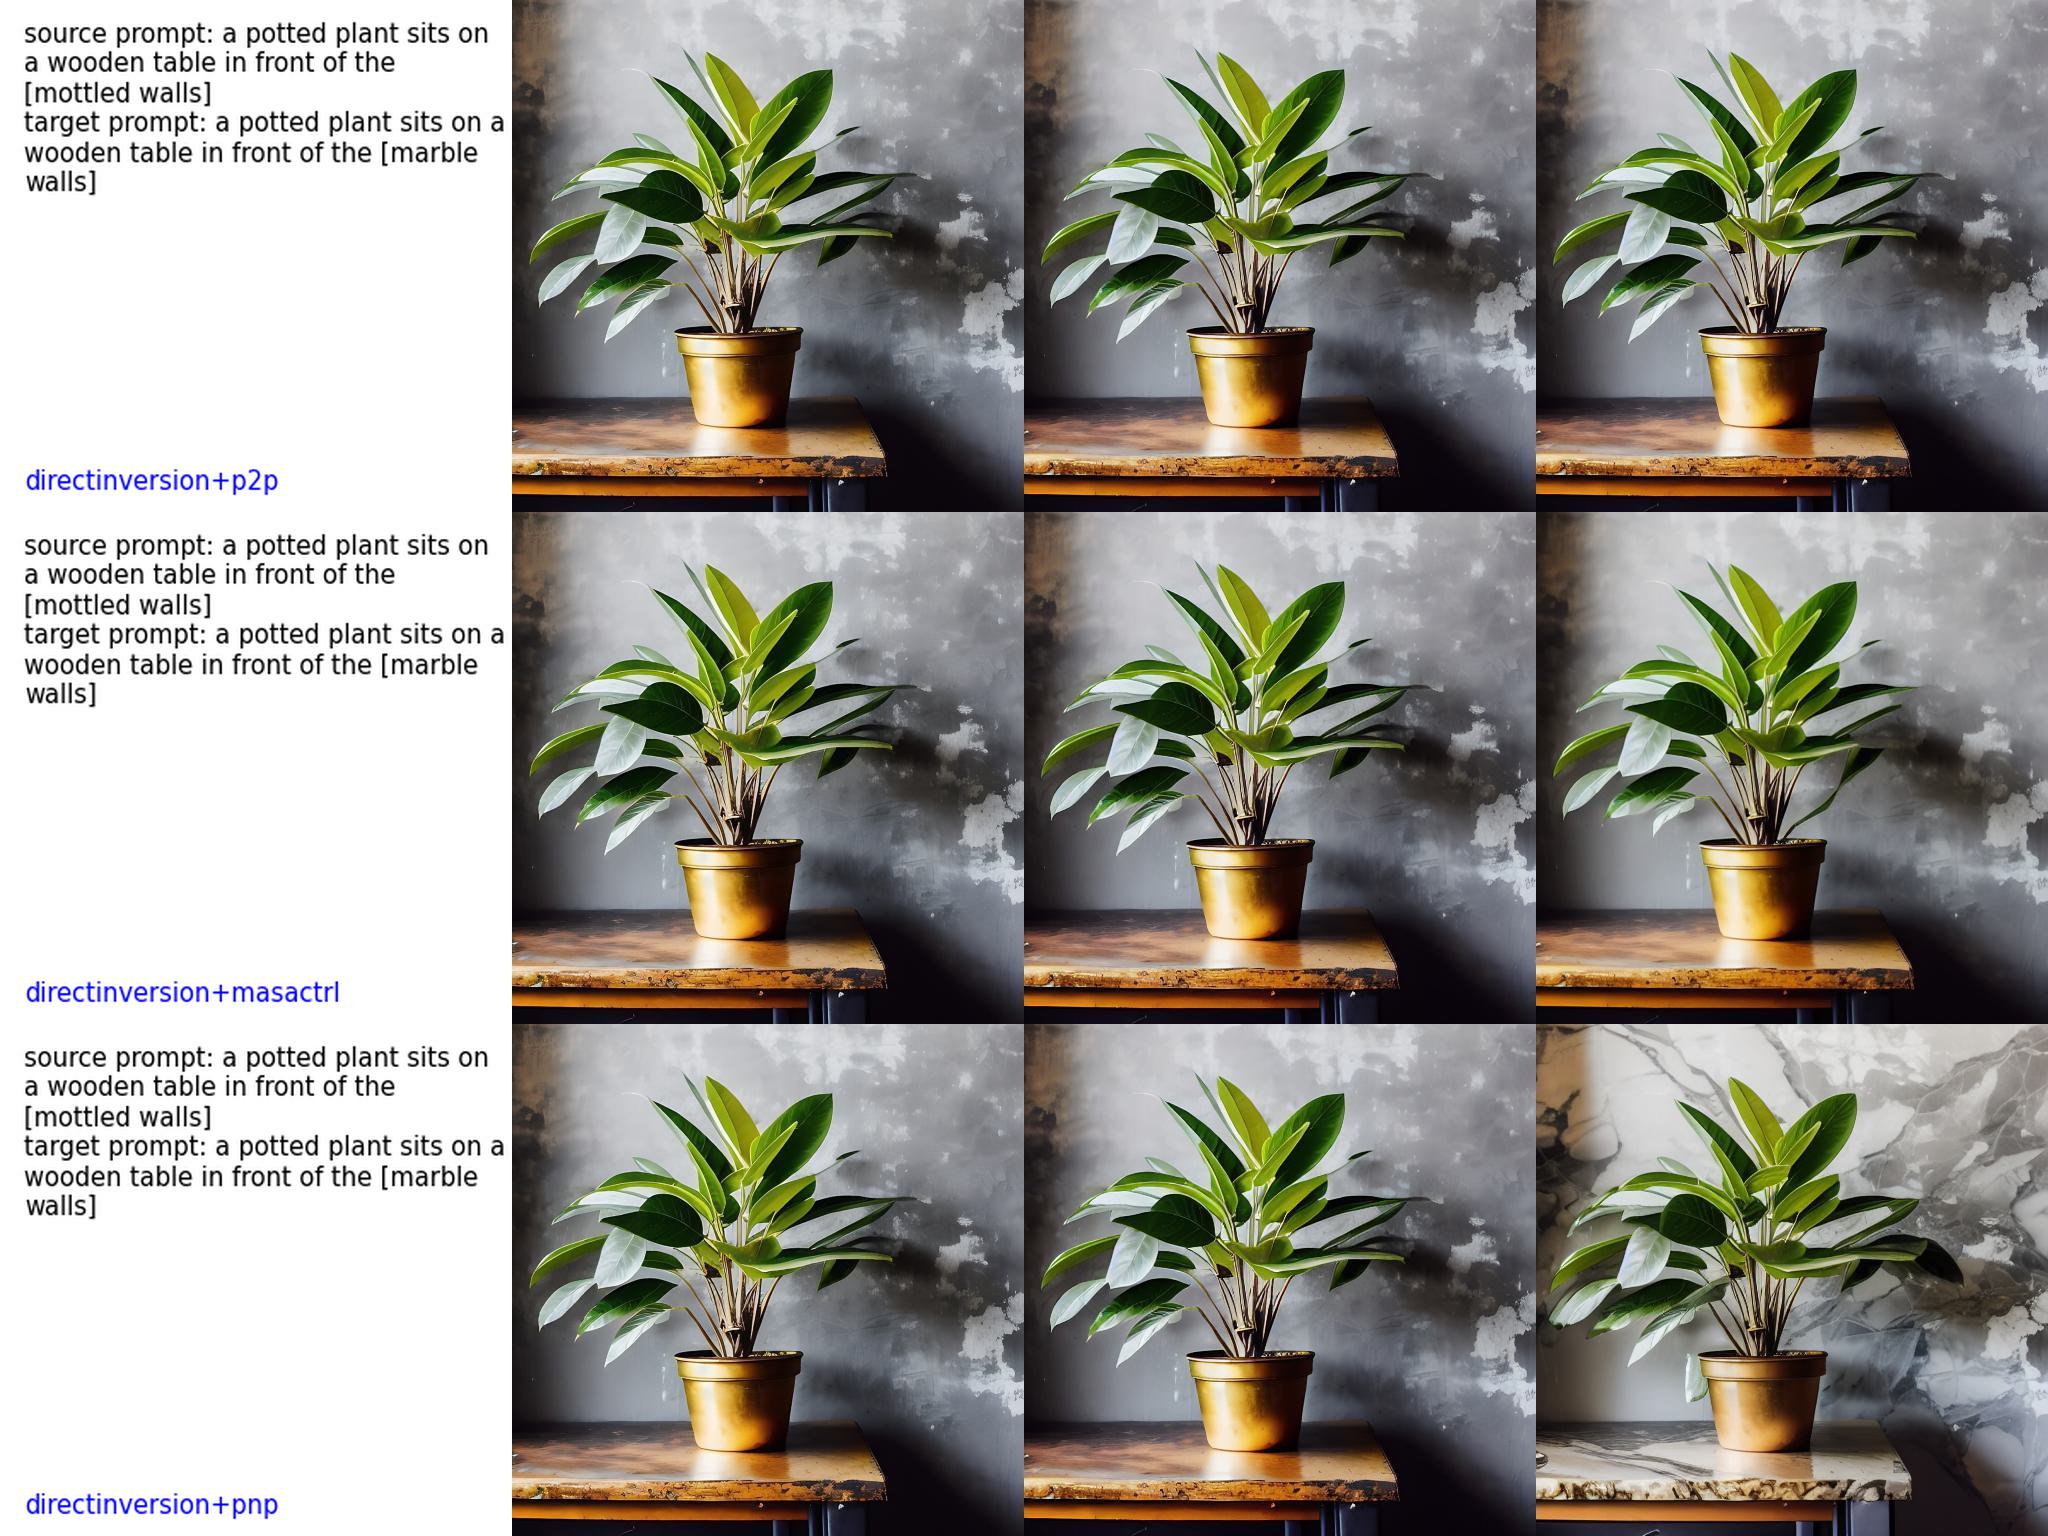 source prompt: a potted plant sits on
a wooden table in front of the
[mottled walls]
target prompt: a potted plant sits on a
wooden table in front of the [marble
walls]
directinversion+p2p
source prompt: a potted plant sits on
a wooden table in front of the
[mottled walls]
target prompt: a potted plant sits on a
wooden table in front of the [marble
walls]
directinversion+masactrl
source prompt: a potted plant sits on
a wooden table in front of the
[mottled walls]
target prompt: a potted plant sits on a
wooden table in front of the [marble
walls]
directinversion+pnp